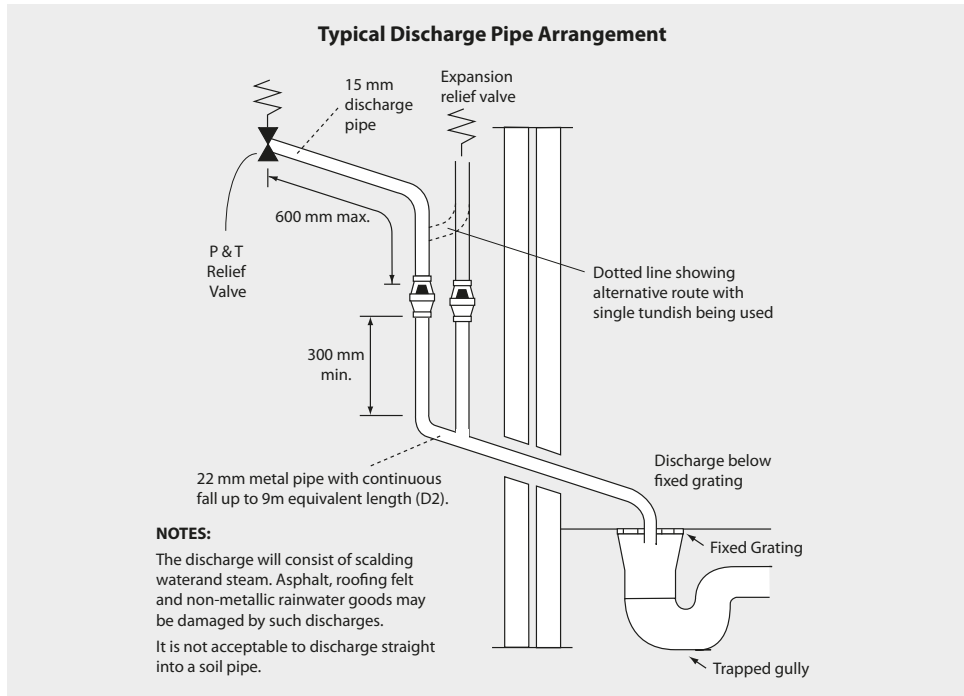 Typical Discharge Pipe Arrangement
15 mm
discharge
pipe
Expansion
relief valve
600 mm max.
P & T
Relief
Valve
Dotted line showing
alternative route with
single tundish being used
300 mm
min.
22 mm metal pipe with continuous
fall up to 9m equivalent length (D2).
Discharge below
fixed grating
Fixed Grating
Trapped gully
NOTES:
The discharge will consist of scalding
waterand steam. Asphalt, roofing felt
and non-metallic rainwater goods may
be damaged by such discharges.
It is not acceptable to discharge straight
into a soil pipe.